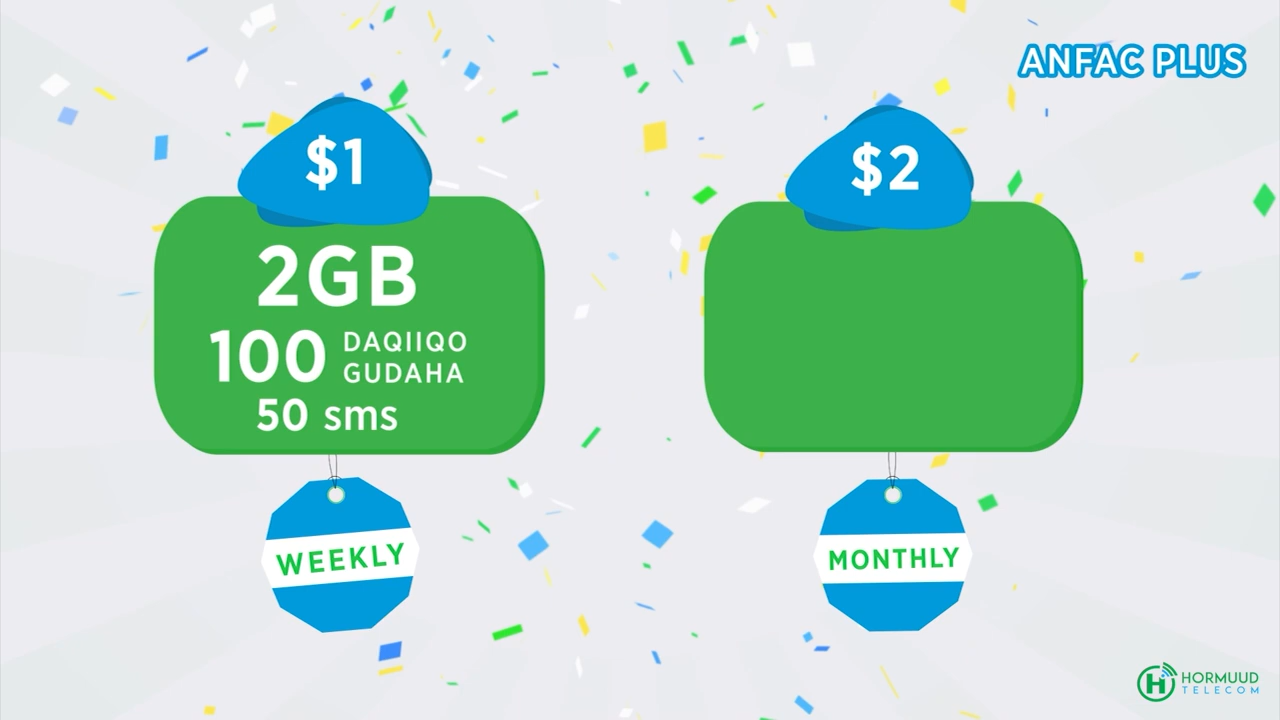 ANFAC PLUS
$1
2GB
100 DAQIIQO
GUDAHA
50 sms
WEEKLY
$2
MONTHLY
HORMUUD
TELECOM